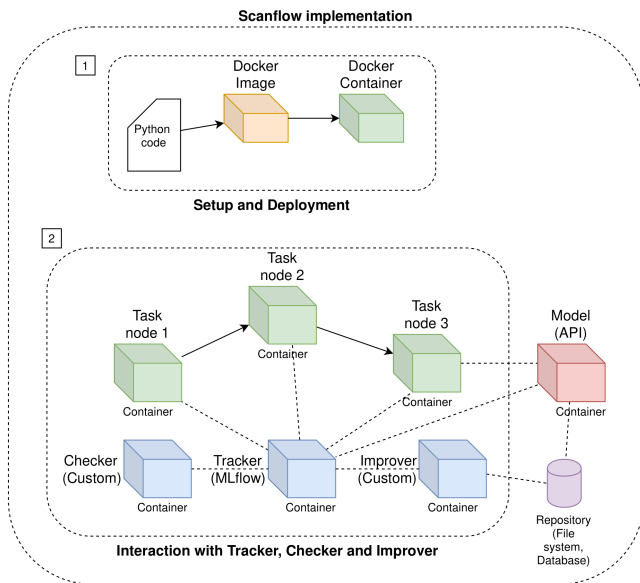 Scanflow implementation
1
Docker
Image
Docker
Container
Python
code
Setup and Deployment
2
Task
node 2
Task
node 1
Task
node 3
Model
(API)
Container
Container
Container
Container
Checker
(Custom)
Tracker
(MLflow)
Improver
(Custom)
Container
Container
Container
Repository
(File
system,
Database)
Interaction with Tracker, Checker and Improver